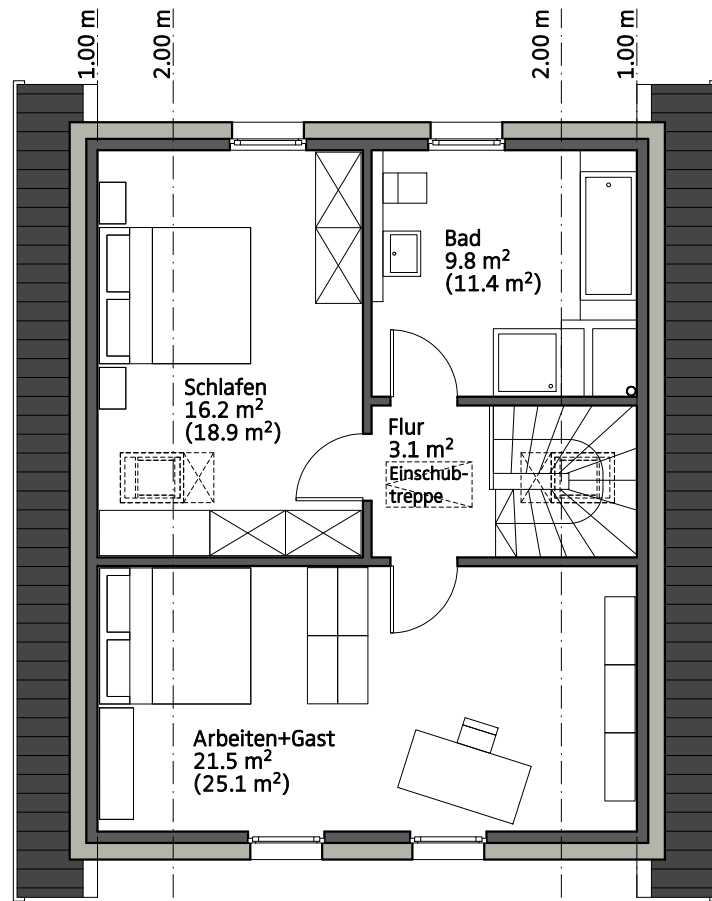 1.00 m
2.00 m
2.00 m
1.00 m
Bad
9.8 m²
(11.4 m²)
Schlafen
16.2 m²
(18.9 m²)
Flur
3.1 m²
Einschub-
treppe
Arbeiten+Gast
21.5 m²
(25.1 m²)